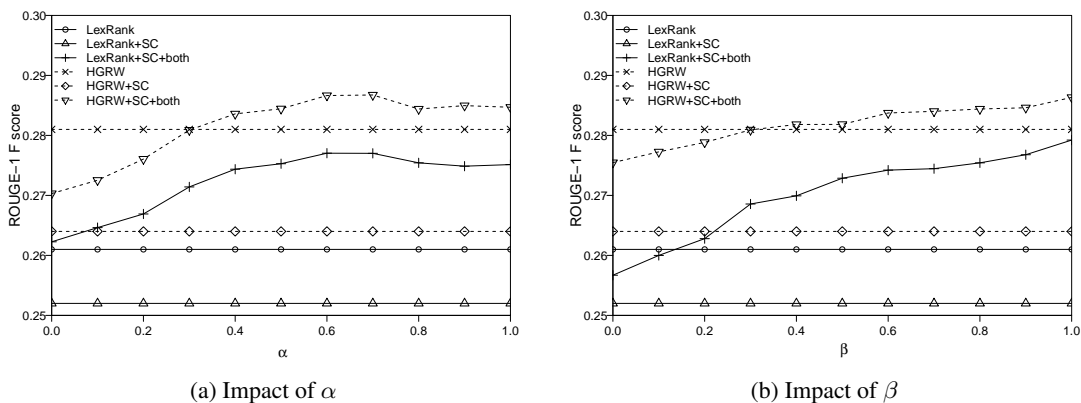 0.30
0.29
0.28
0.27
0.26
0.25
ROUGE−1 F score
LexRank
LexRank+SC
LexRank+SC+both
HGRW
HGRW+SC
HGRW+SC+both
0.0 0.2 0.4 0.6 0.8 1.0
α
(a) Impact of α
0.30
0.29
0.28
0.27
0.26
0.25
ROUGE−1 F score
LexRank
LexRank+SC
LexRank+SC+both
HGRW
HGRW+SC
HGRW+SC+both
0.0 0.2 0.4 0.6 0.8 1.0
β
(b) Impact of β